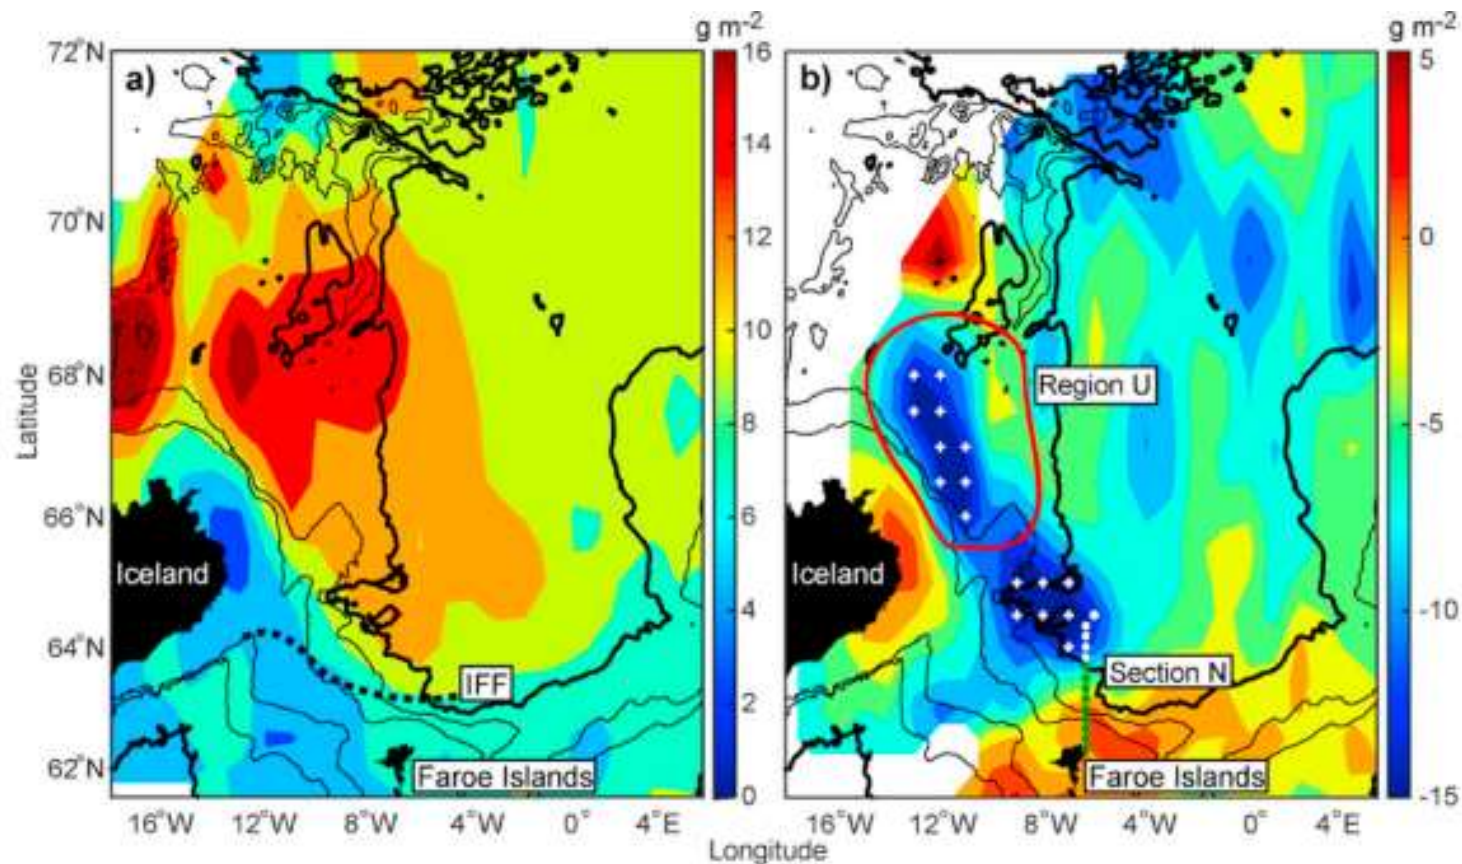 g m-2
g m-2
72°N
70°N
68°N
66°N
64°N
62°N
Latitude
a)
Iceland
IFF
Faroe Islands
16°W
12°W
8°W
4°W
0°
4°E
16
14
12
10
8
6
4
2
0
b)
Region U
Iceland
Section N
Faroe Islands
16°W
12°W
8°W
4°W
0°
4°E
5
0
-5
-10
-15
Longitude